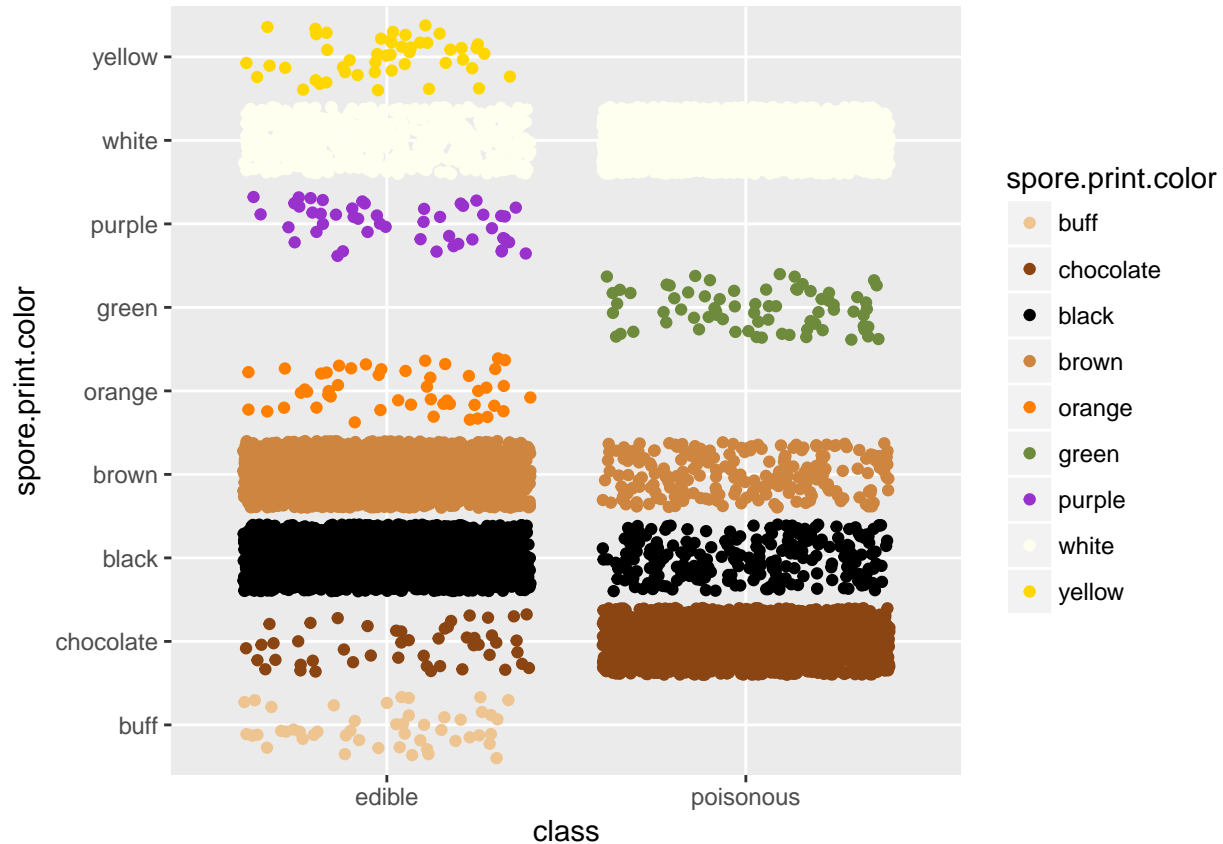 spore.print.color
yellow
white
purple
green
orange
brown
black
chocolate
buff
edible
poisonous
class
spore.print.color
buff
chocolate
black
brown
orange
green
purple
white
yellow